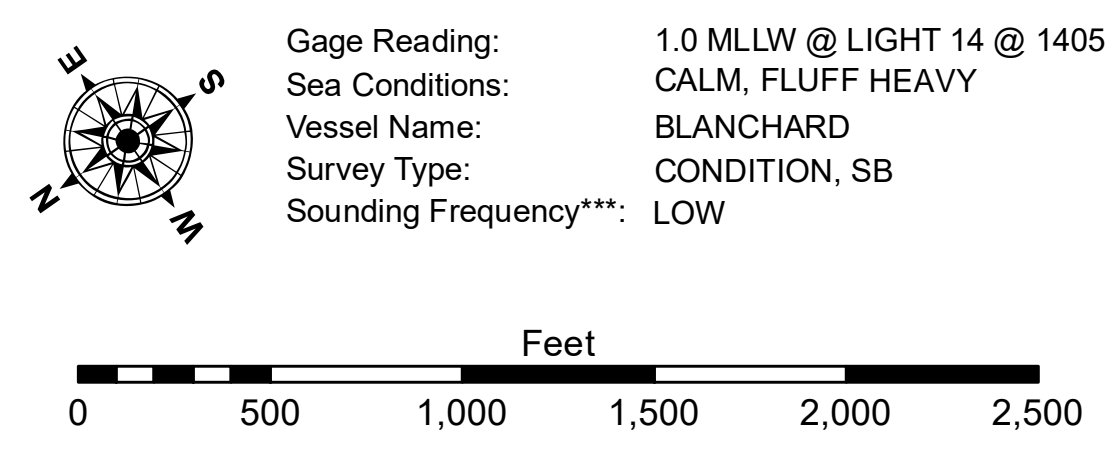 E
S
N
W
Gage Reading: 1.0 MLLW @ LIGHT 14 @ 1405
Sea Conditions: CALM, FLUFF HEAVY
Vessel Name: BLANCHARD
Survey Type: CONDITION, SB
Sounding Frequency***: LOW
Feet
0 500 1,000 1,500 2,000 2,500